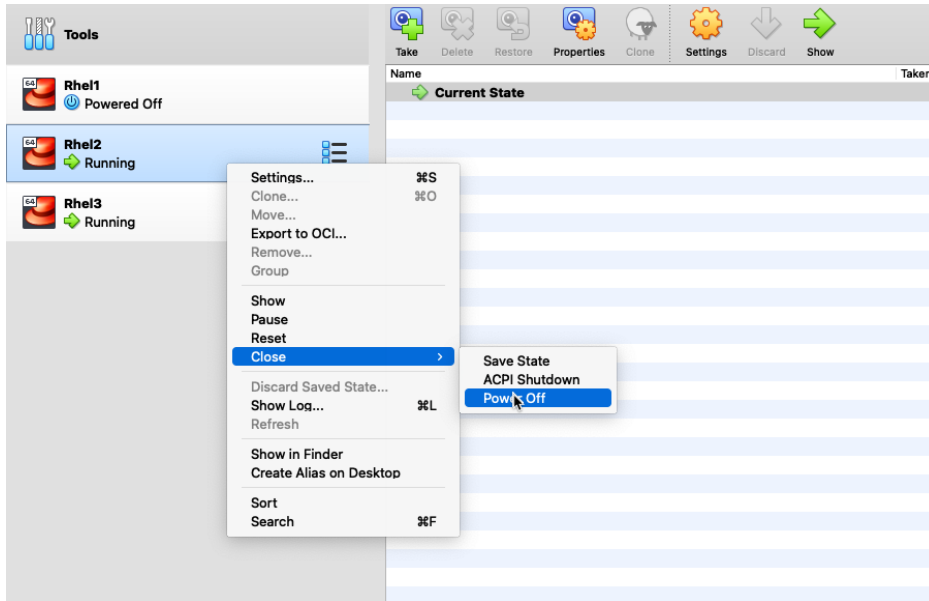 Tools
Take Delete Restore Properties Clone Settings Discard Show
Name Taken
Current State
64
Rhel1
Powered Off
64
Rhel2
Running
64
Rhel3
Running
Settings... ⌘S
Clone... ⌘O
Move...
Export to OCI...
Remove...
Group
Show
Pause
Reset
Close >
Save State
ACPI Shutdown
Power Off
Discard Saved State...
Show Log... ⌘L
Refresh
Show in Finder
Create Alias on Desktop
Sort
Search ⌘F